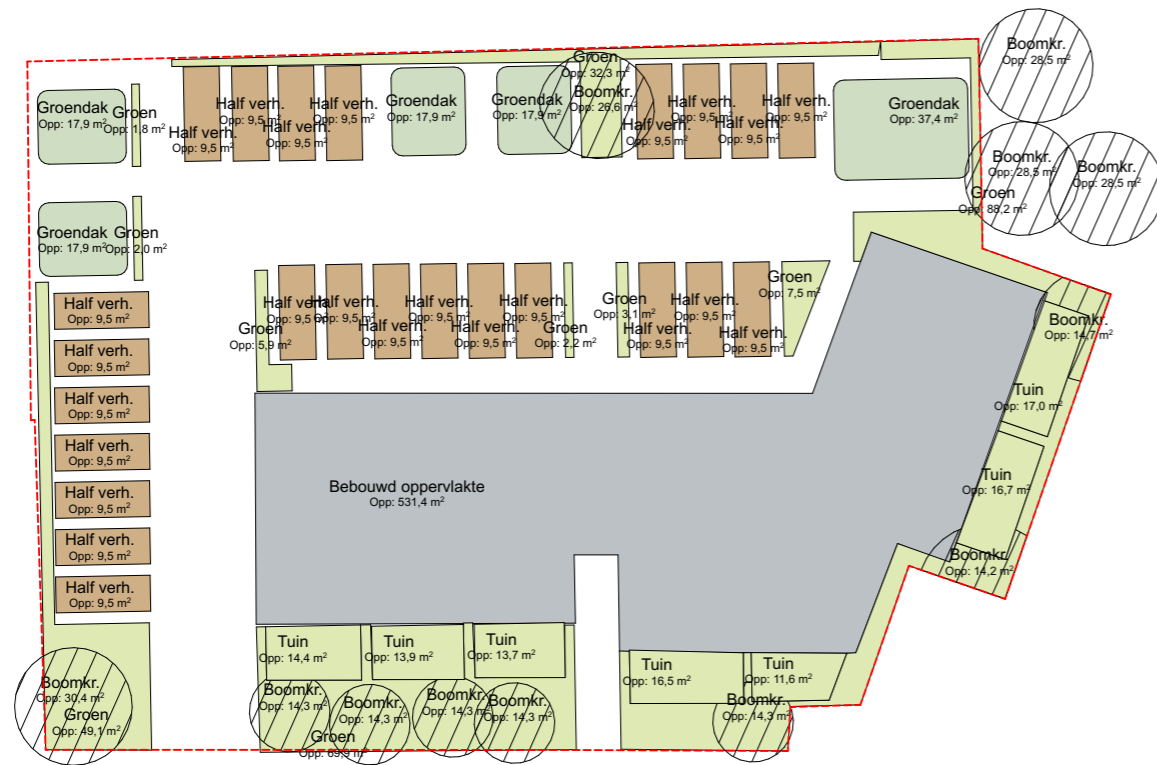 Boomkr.
Opp: 28,5 m²
Groen
Opp: 32,3 m²
Boomkr.
Opp: 26,6 m²
Groendak
Opp: 17,9 m²
Groen
Opp: 1,8 m²
Half verh.
Opp: 9,5 m²
Half verh.
Opp: 9,5 m²
Half verh.
Opp: 9,5 m²
Half verh.
Opp: 9,5 m²
Groendak
Opp: 17,9 m²
Groendak
Opp: 17,9 m²
Half verh.
Opp: 9,5 m²
Half verh.
Opp: 9,5 m²
Half verh.
Opp: 9,5 m²
Half verh.
Opp: 9,5 m²
Groendak
Opp: 37,4 m²
Boomkr.
Opp: 28,5 m²
Boomkr.
Opp: 28,5 m²
Groen
Opp: 88,2 m²
Groendak
Opp: 17,9 m²
Groen
Opp: 2,0 m²
Half verh.
Opp: 9,5 m²
Half verh.
Opp: 9,5 m²
Half verh.
Opp: 9,5 m²
Half verh.
Opp: 9,5 m²
Half verh.
Opp: 9,5 m²
Half verh.
Opp: 9,5 m²
Half verh.
Opp: 9,5 m²
Groen
Opp: 5,9 m²
Half verh.
Opp: 9,5 m²
Half verh.
Opp: 9,5 m²
Half verh.
Opp: 9,5 m²
Half verh.
Opp: 9,5 m²
Half verh.
Opp: 9,5 m²
Half verh.
Opp: 9,5 m²
Groen
Opp: 2,2 m²
Groen
Opp: 3,1 m²
Half verh.
Opp: 9,5 m²
Half verh.
Opp: 9,5 m²
Half verh.
Opp: 9,5 m²
Groen
Opp: 7,5 m²
Boomkr.
Opp: 14,7 m²
Tuin
Opp: 17,0 m²
Tuin
Opp: 16,7 m²
Boomkr.
Opp: 14,2 m²
Bebouwd oppervlakte
Opp: 531,4 m²
Tuin
Opp: 14,4 m²
Tuin
Opp: 13,9 m²
Tuin
Opp: 13,7 m²
Tuin
Opp: 16,5 m²
Tuin
Opp: 11,6 m²
Boomkr.
Opp: 30,4 m²
Groen
Opp: 49,1 m²
Boomkr.
Opp: 14,3 m²
Boomkr.
Opp: 14,3 m²
Boomkr.
Opp: 14,3 m²
Boomkr.
Opp: 14,3 m²
Boomkr.
Opp: 14,3 m²
Groen
Opp: 69,9 m²